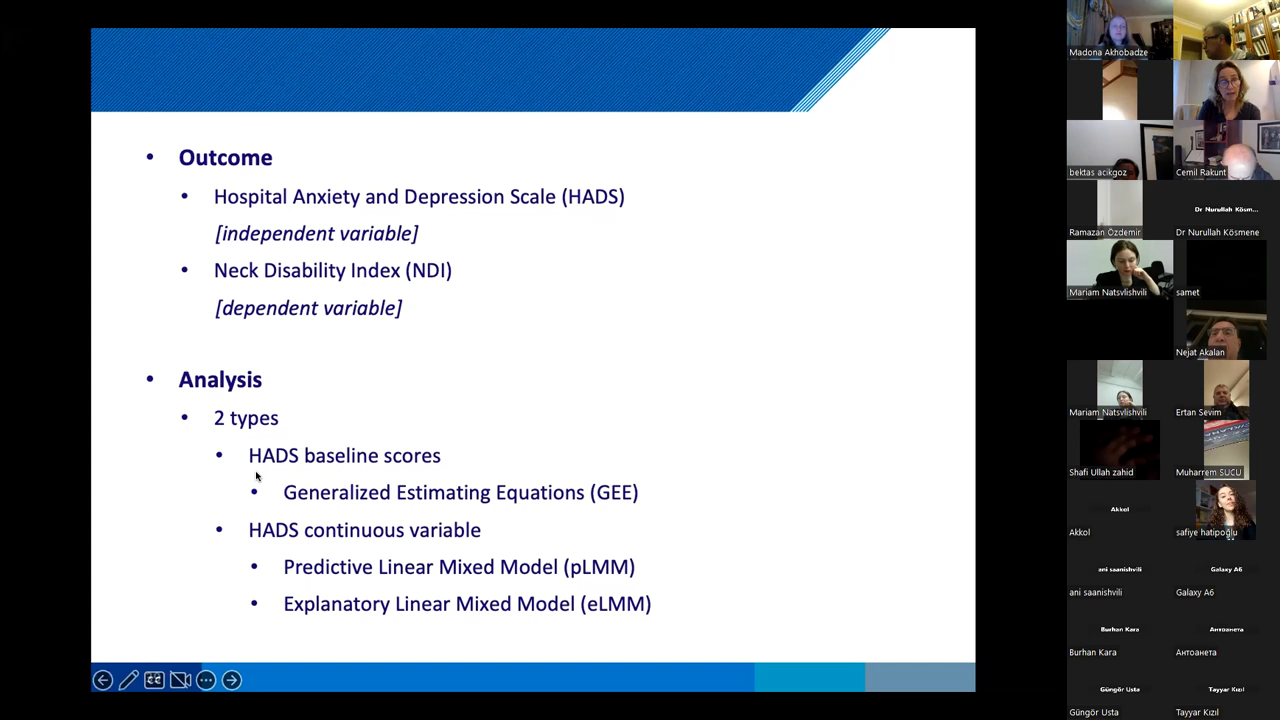 Outcome
Hospital Anxiety and Depression Scale (HADS)
[independent variable]
Neck Disability Index (NDI)
[dependent variable]
Analysis
2 types
HADS baseline scores
Generalized Estimating Equations (GEE)
HADS continuous variable
Predictive Linear Mixed Model (pLMM)
Explanatory Linear Mixed Model (eLMM)
Madona Akhobadze
bektas acikgoz
Cemil Rakunt
Ramazan Özdemir
Dr Nurullah Kösm...
Dr Nurullah Kösmene
Mariam Natsvlishvili
samet
Nejat Akalan
Mariam Natsvlishvili
Ertan Sevim
Shafi Ullah zahid
Muharrem SUCU
Akkol
Akkol
safiye hatipoğlu
ani saanishvili
ani saanishvili
Galaxy A6
Galaxy A6
Burhan Kara
Burhan Kara
Антоанета
Антоанета
Güngör Usta
Güngör Usta
Tayyar Kızıl
Tayyar Kızıl